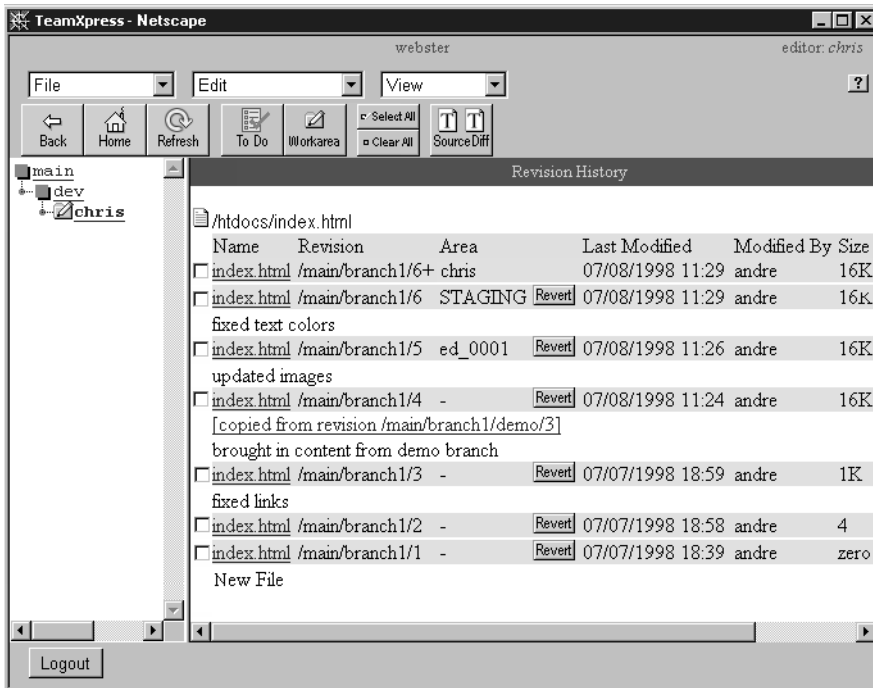 TeamXpress - Netscape
webster editor: chris
File Edit View ?
Back Home Refresh To Do Workarea Select All Clear All Source Diff
main
dev
chris
Revision History
/htdocs/index.html
Name Revision Area Last Modified Modified By Size
index.html /main/branch1/6+ chris 07/08/1998 11:29 andre 16K
index.html /main/branch1/6 STAGING Revert 07/08/1998 11:29 andre 16K
fixed text colors
index.html /main/branch1/5 ed_0001 Revert 07/08/1998 11:26 andre 16K
updated images
index.html /main/branch1/4 - Revert 07/08/1998 11:24 andre 16K
[copied from revision /main/branch1/demo/3]
brought in content from demo branch
index.html /main/branch1/3 - Revert 07/07/1998 18:59 andre 1K
fixed links
index.html /main/branch1/2 - Revert 07/07/1998 18:58 andre 4
index.html /main/branch1/1 - Revert 07/07/1998 18:39 andre zero
New File
Logout